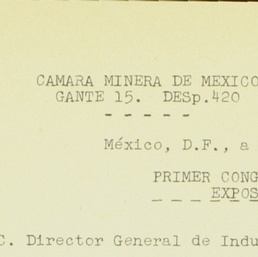 CAMARA MINERA DE MEXICO
GANTE 15. DESp.420
- - - - -
México, D.F., a
PRIMER CONG
EXPOS
C. Director General de Indu